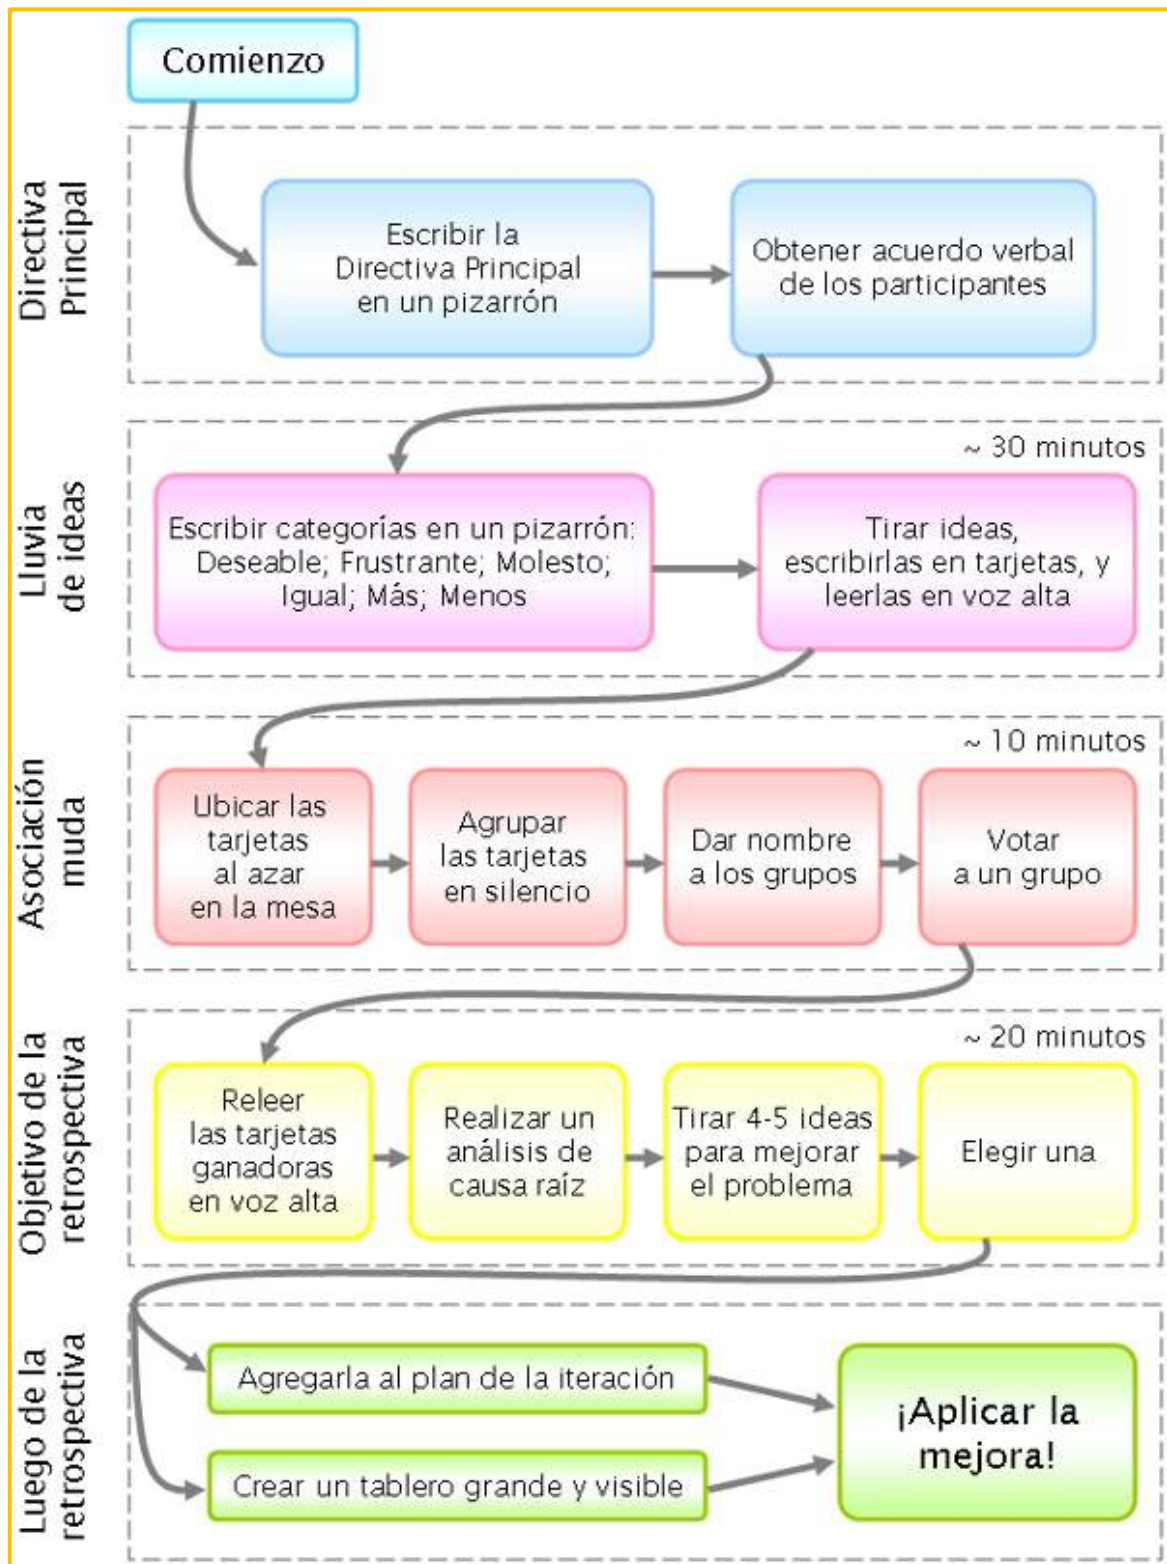 Comienzo
Directiva
Principal
Escribir la
Directiva Principal
en un pizarrón
Obtener acuerdo verbal
de los participantes
Lluvia
de ideas
~ 30 minutos
Escribir categorías en un pizarrón:
Deseable; Frustrante; Molesto;
Igual; Más; Menos
Tirar ideas,
escribirlas en tarjetas, y
leerlas en voz alta
Asociación
muda
~ 10 minutos
Ubicar las
tarjetas
al azar
en la mesa
Agrupar
las tarjetas
en silencio
Dar nombre
a los grupos
Votar
a un grupo
Objetivo de la
retrospectiva
~ 20 minutos
Releer
las tarjetas
ganadoras
en voz alta
Realizar un
análisis de
causa raíz
Tirar 4-5 ideas
para mejorar
el problema
Elegir una
Luego de la
retrospectiva
Agregarla al plan de la iteración
Crear un tablero grande y visible
¡Aplicar la
mejora!